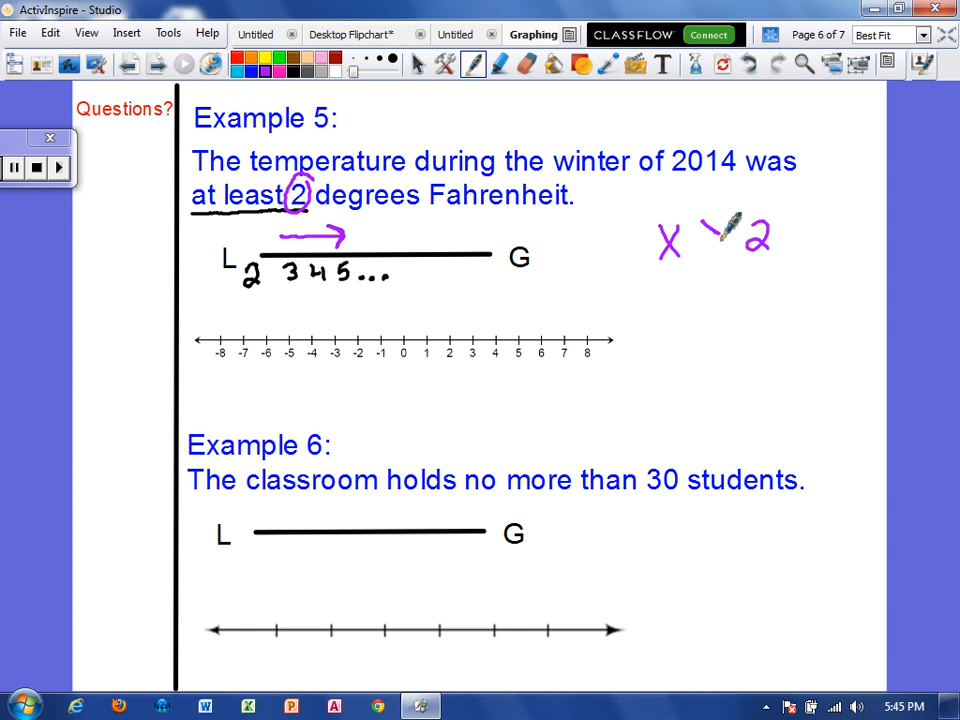 ActivInspire - Studio
File Edit View Insert Tools Help Untitled Desktop Flipchart* Untitled Graphing CLASSFLOW Connect Page 6 of 7 Best Fit
T
Questions?
Example 5:
The temperature during the winter of 2014 was
at least 2 degrees Fahrenheit.
X 2
L G
2 3 4 5 ...
-8 -7 -6 -5 -4 -3 -2 -1 0 1 2 3 4 5 6 7 8
Example 6:
The classroom holds no more than 30 students.
L G
5:45 PM